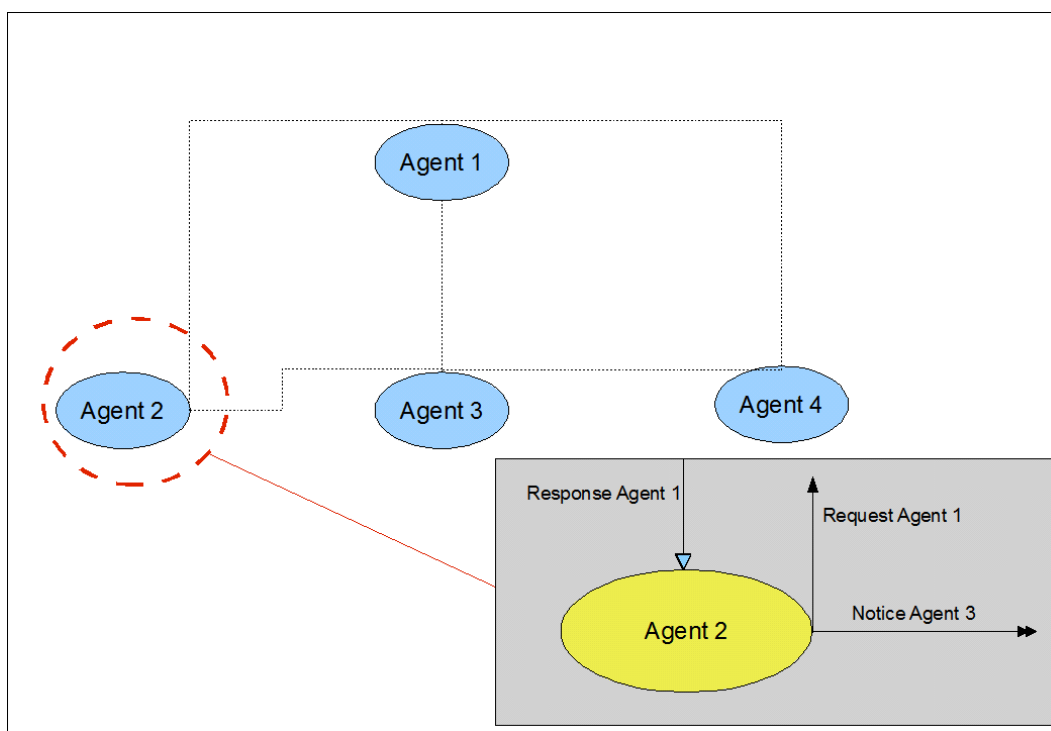 Agent 1
Agent 2
Agent 3
Agent 4
Response Agent 1
Request Agent 1
Notice Agent 3
Agent 2